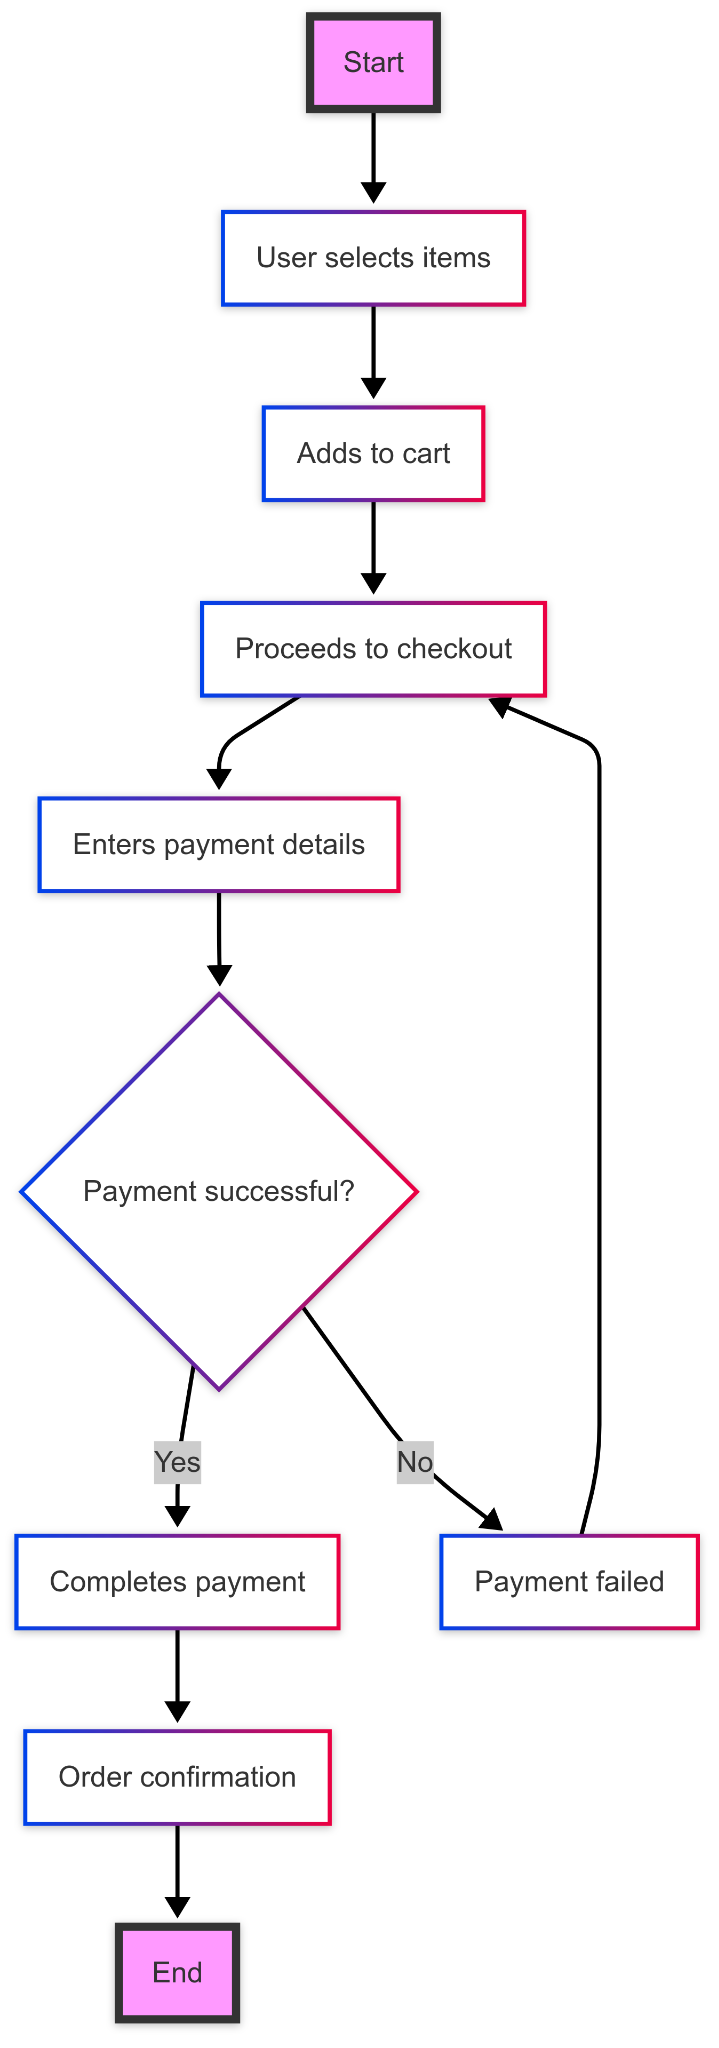 Start
User selects items
Adds to cart
Proceeds to checkout
Enters payment details
Payment successful?
Yes
No
Completes payment
Payment failed
Order confirmation
End